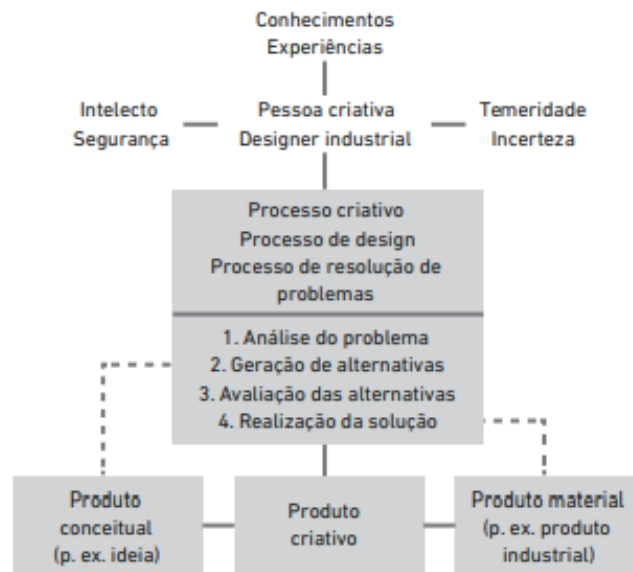 Conhecimentos
Experiências
Intelecto
Segurança
Pessoa criativa
Designer industrial
Temeridade
Incerteza
Processo criativo
Processo de design
Processo de resolução de
problemas
1. Análise do problema
2. Geração de alternativas
3. Avaliação das alternativas
4. Realização da solução
Produto
conceitual
(p. ex. ideia)
Produto
criativo
Produto material
(p. ex. produto
industrial)